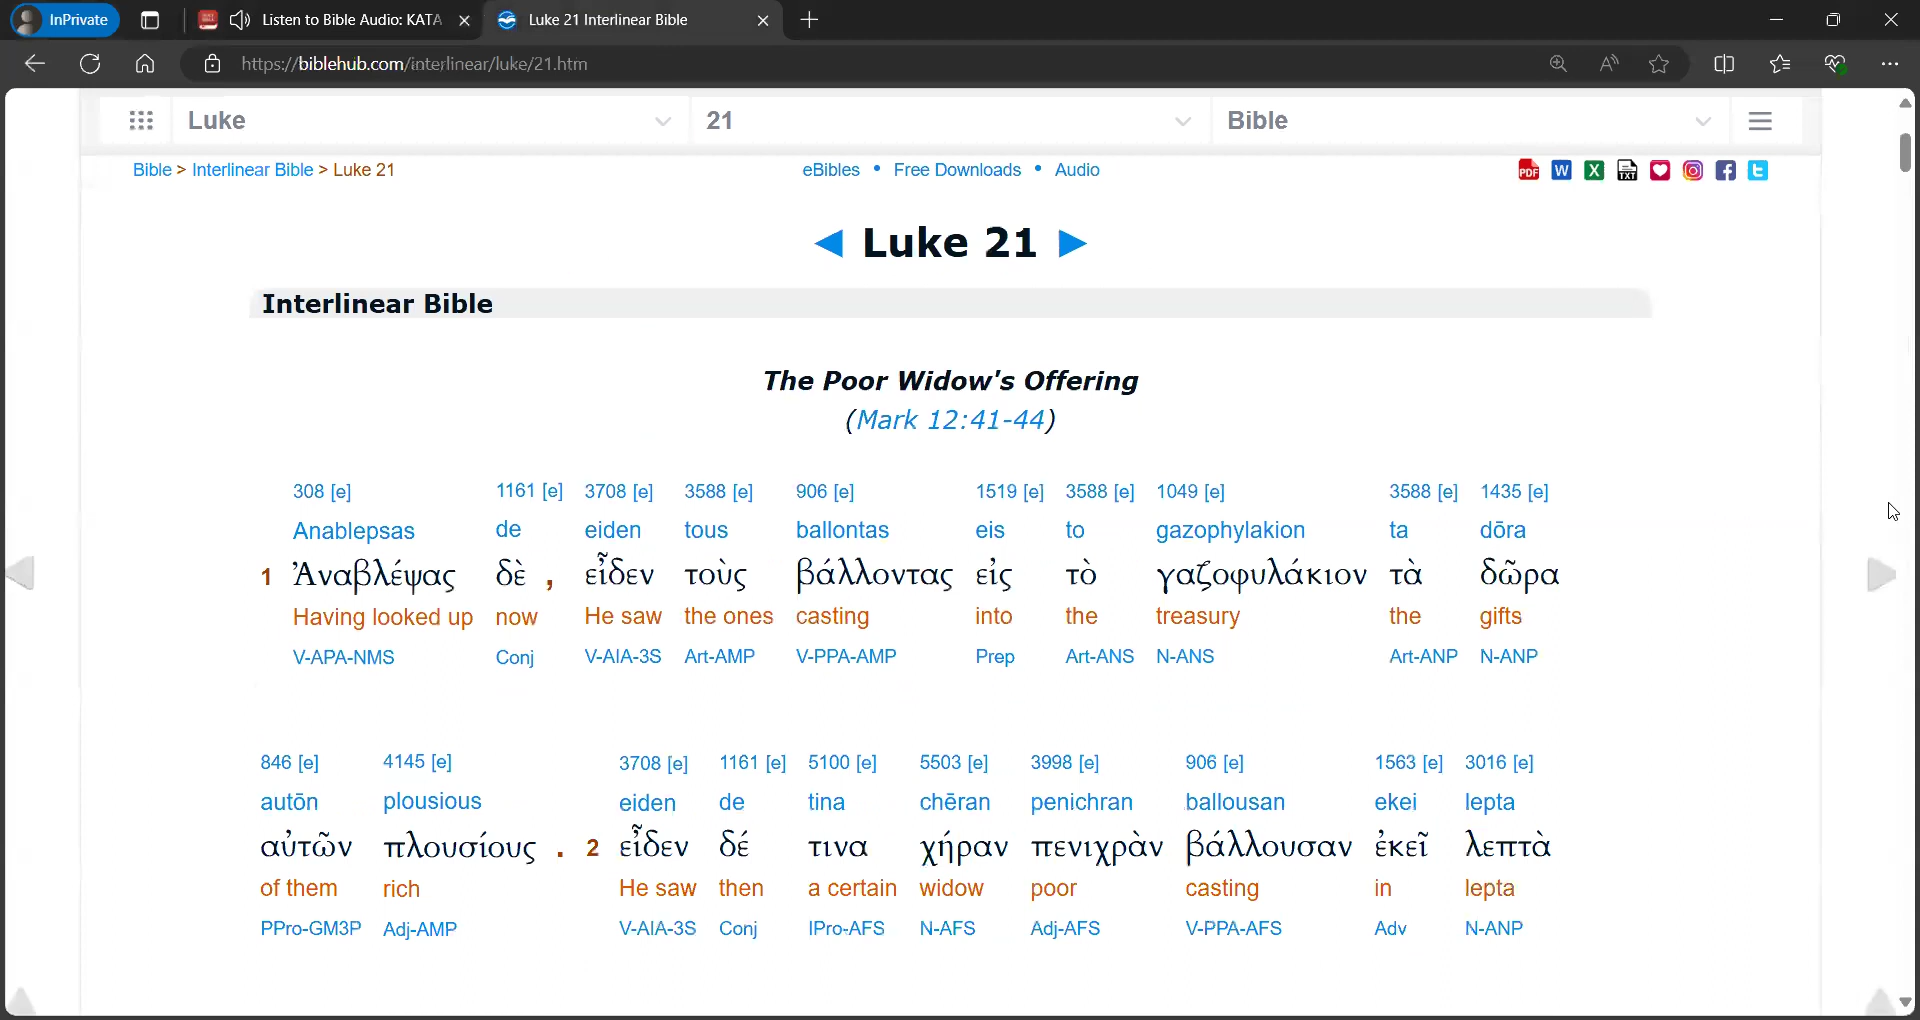 InPrivate
Listen to Bible Audio: KATA
Luke 21 Interlinear Bible
https://biblehub.com/interlinear/luke/21.htm
Luke 21 Bible
Bible > Interlinear Bible > Luke 21
eBibles • Free Downloads • Audio
◄ Luke 21 ►
Interlinear Bible
The Poor Widow's Offering
(Mark 12:41-44)
308 [e] 1161 [e] 3708 [e] 3588 [e] 906 [e] 1519 [e] 3588 [e] 1049 [e] 3588 [e] 1435 [e]
Anablepsas de eiden tous ballontas eis to gazophylakion ta dōra
1 Ἀναβλέψας δὲ , εἶδεν τοὺς βάλλοντας εἰς τὸ γαζοφυλάκιον τὰ δῶρα
Having looked up now He saw the ones casting into the treasury the gifts
V-APA-NMS Conj V-AIA-3S Art-AMP V-PPA-AMP Prep Art-ANS N-ANS Art-ANP N-ANP
846 [e] 4145 [e] 3708 [e] 1161 [e] 5100 [e] 5503 [e] 3998 [e] 906 [e] 1563 [e] 3016 [e]
autōn plousious eiden de tina chēran penichran ballousan ekei lepta
αὐτῶν πλουσίους . 2 εἶδεν δέ τινα χήραν πενιχρὰν βάλλουσαν ἐκεῖ λεπτὰ
of them rich He saw then a certain widow poor casting in lepta
PPro-GM3P Adj-AMP V-AIA-3S Conj IPro-AFS N-AFS Adj-AFS V-PPA-AFS Adv N-ANP